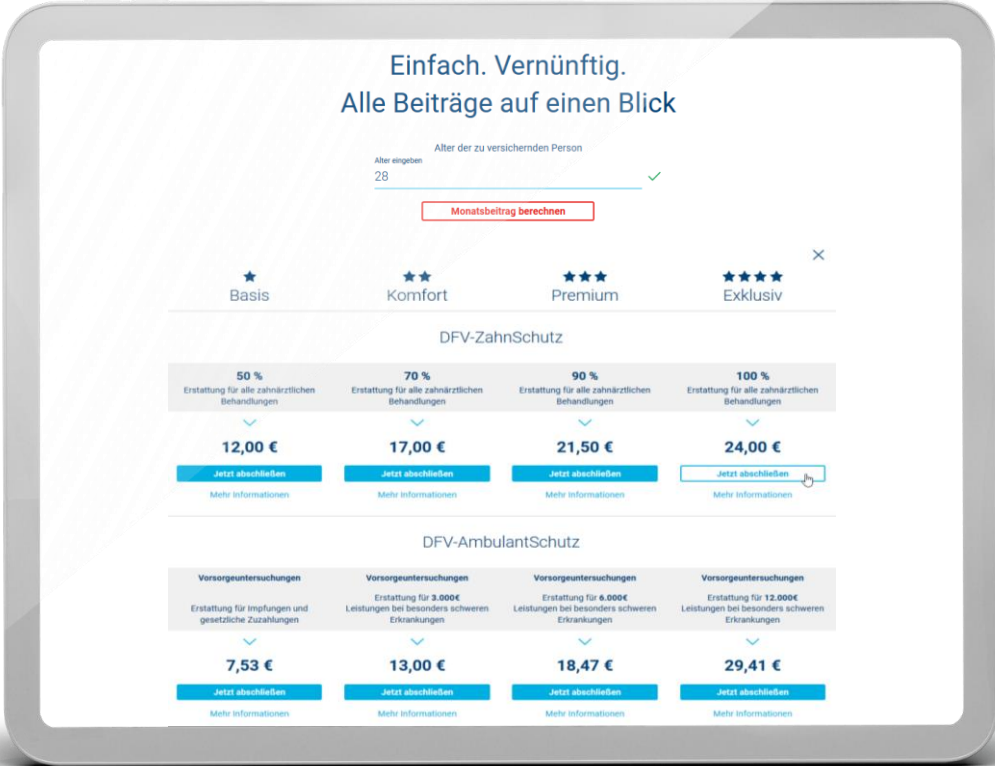 Einfach. Vernünftig.
Alle Beiträge auf einen Blick
Alter der zu versichernden Person
Alter eingeben
28
Monatsbeitrag berechnen
Basis
Komfort
Premium
Exklusiv
DFV-ZahnSchutz
50 %
Erstattung für alle zahnärztlichen
Behandlungen
70 %
Erstattung für alle zahnärztlichen
Behandlungen
90 %
Erstattung für alle zahnärztlichen
Behandlungen
100 %
Erstattung für alle zahnärztlichen
Behandlungen
12,00 €
17,00 €
21,50 €
24,00 €
Jetzt abschließen
Jetzt abschließen
Jetzt abschließen
Jetzt abschließen
Mehr Informationen
Mehr Informationen
Mehr Informationen
Mehr Informationen
DFV-AmbulantSchutz
Vorsorgeuntersuchungen
Erstattung für Impfungen und
gesetzliche Zuzahlungen
Vorsorgeuntersuchungen
Erstattung für 3.000€
Leistungen bei besonders schweren
Erkrankungen
Vorsorgeuntersuchungen
Erstattung für 6.000€
Leistungen bei besonders schweren
Erkrankungen
Vorsorgeuntersuchungen
Erstattung für 12.000€
Leistungen bei besonders schweren
Erkrankungen
7,53 €
13,00 €
18,47 €
29,41 €
Jetzt abschließen
Jetzt abschließen
Jetzt abschließen
Jetzt abschließen
Mehr Informationen
Mehr Informationen
Mehr Informationen
Mehr Informationen